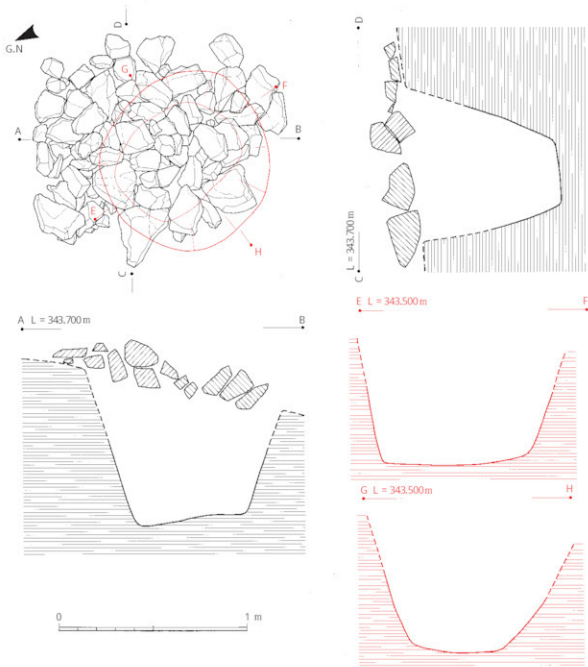 D
G.N
G
F
A
B
E
H
C
D
L = 343.700 m
C
A L = 343.700 m
B
E L = 343.500 m
F
G L = 343.500 m
H
0 1 m